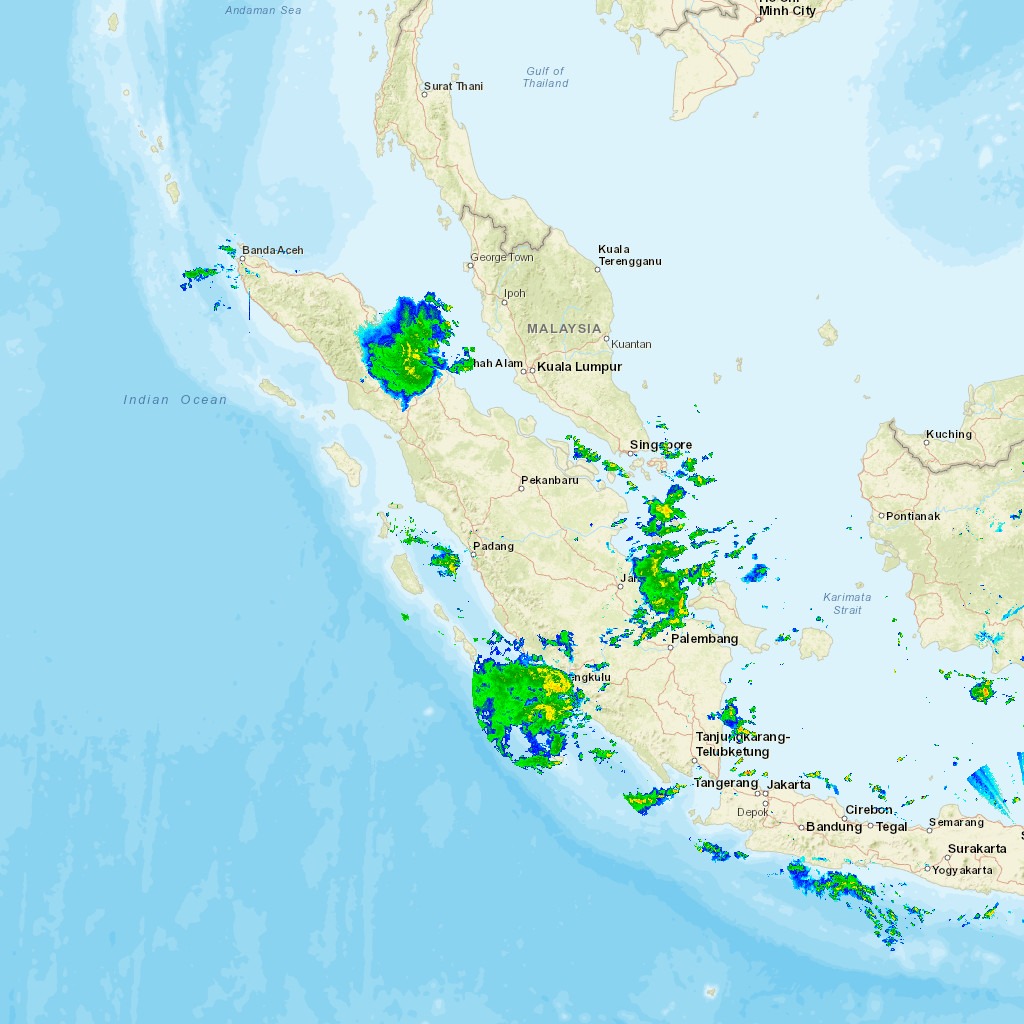 Andaman Sea
Minh City
Gulf of
Thailand
Surat Thani
Banda Aceh
George Town
Kuala
Terengganu
Ipoh
MALAYSIA
Kuantan
Kuala Lumpur
Indian Ocean
Singapore
Kuching
Pekanbaru
Pontianak
Padang
Karimata
Strait
Palembang
Tanjungkarang-
Telubketung
Tangerang
Jakarta
Depok
Cirebon
Bandung
Tegal
Semarang
Surakarta
Yogyakarta